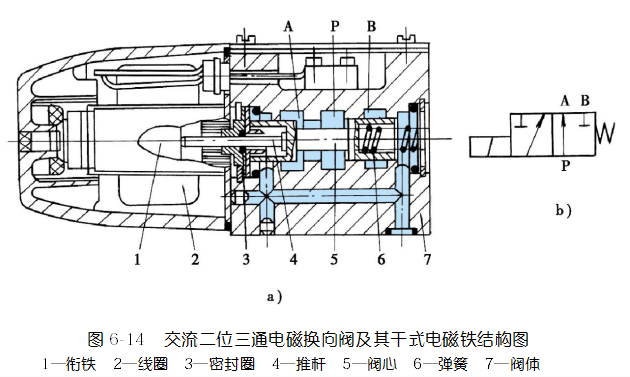 A P B
A B
P
b)
1 2 3 4 5 6 7
a)
图 6-14 交流二位三通电磁换向阀及其干式电磁铁结构图
1—衔铁 2—线圈 3—密封圈 4—推杆 5—阀心 6—弹簧 7—阀体